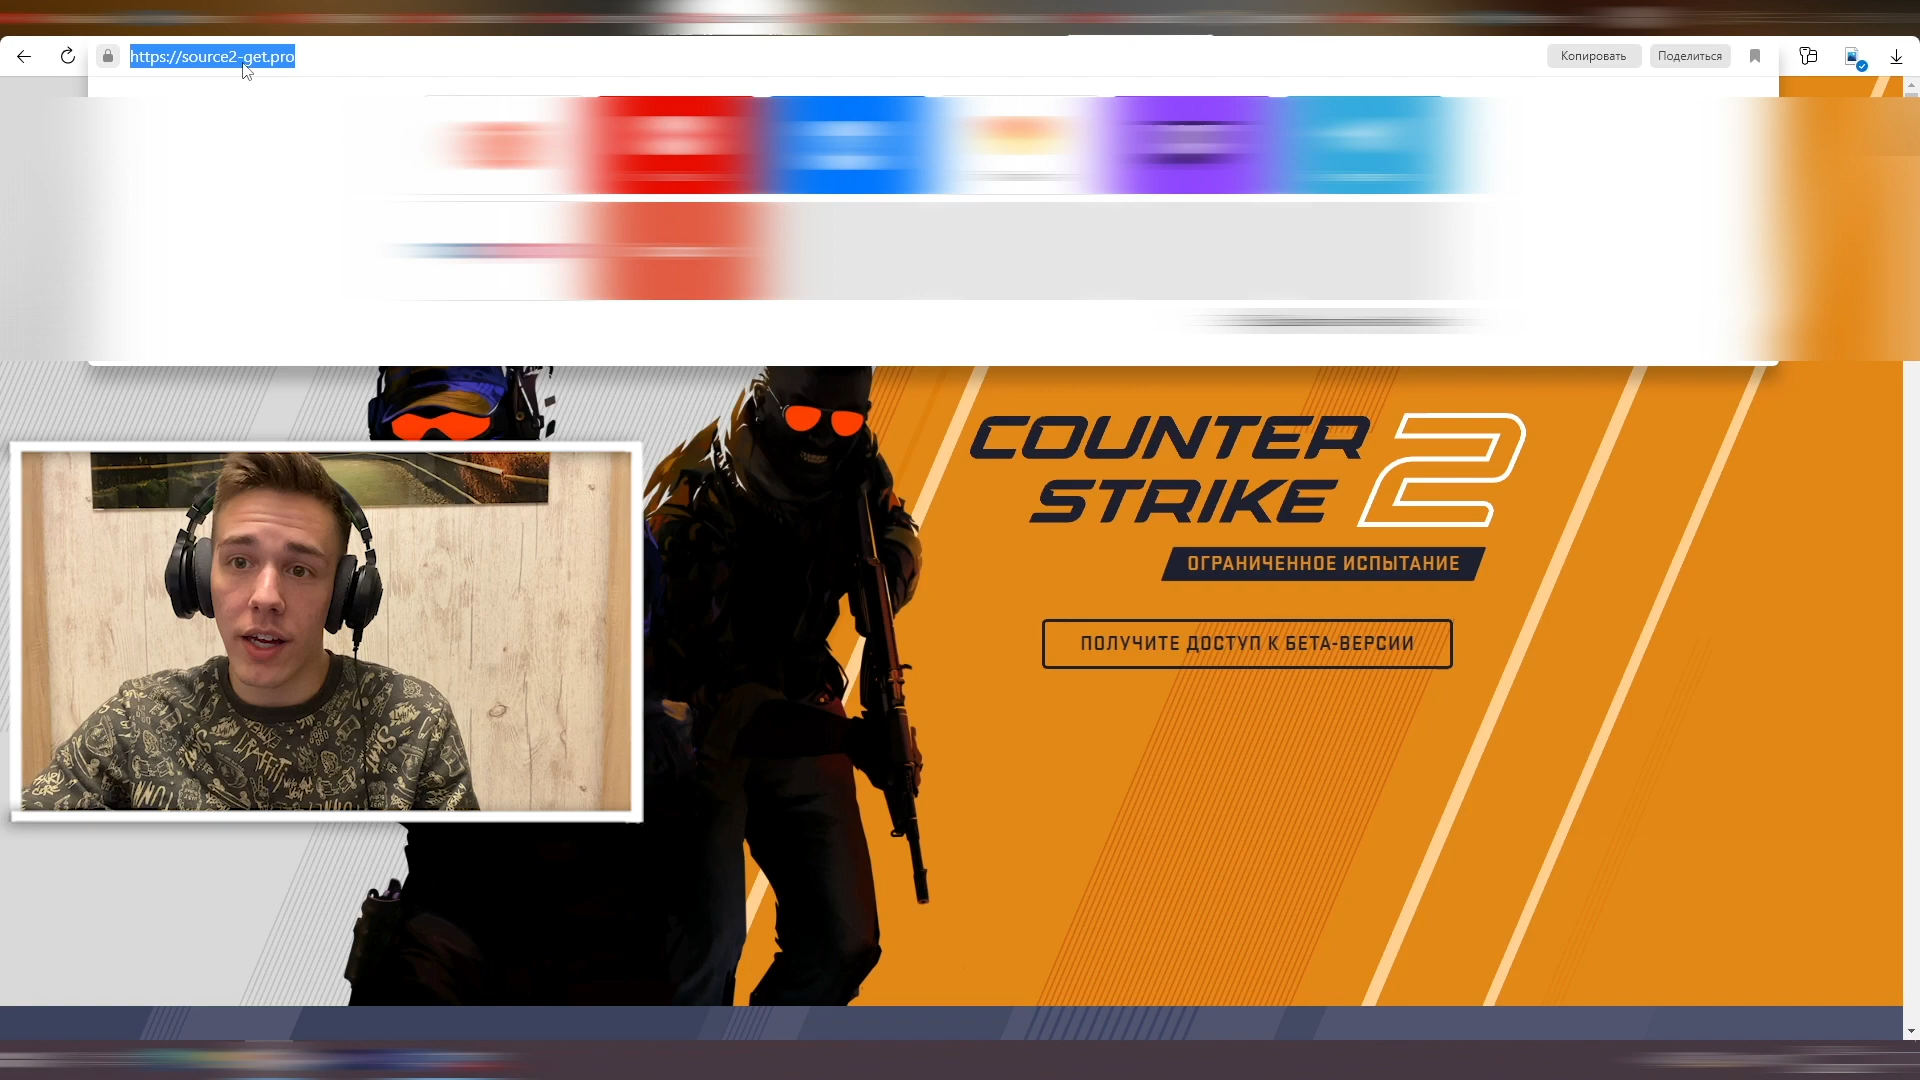 https://source2-get.pro
Копировать
Поделиться
COUNTER
STRIKE 2
ОГРАНИЧЕННОЕ ИСПЫТАНИЕ
ПОЛУЧИТЕ ДОСТУП К БЕТА-ВЕРСИИ